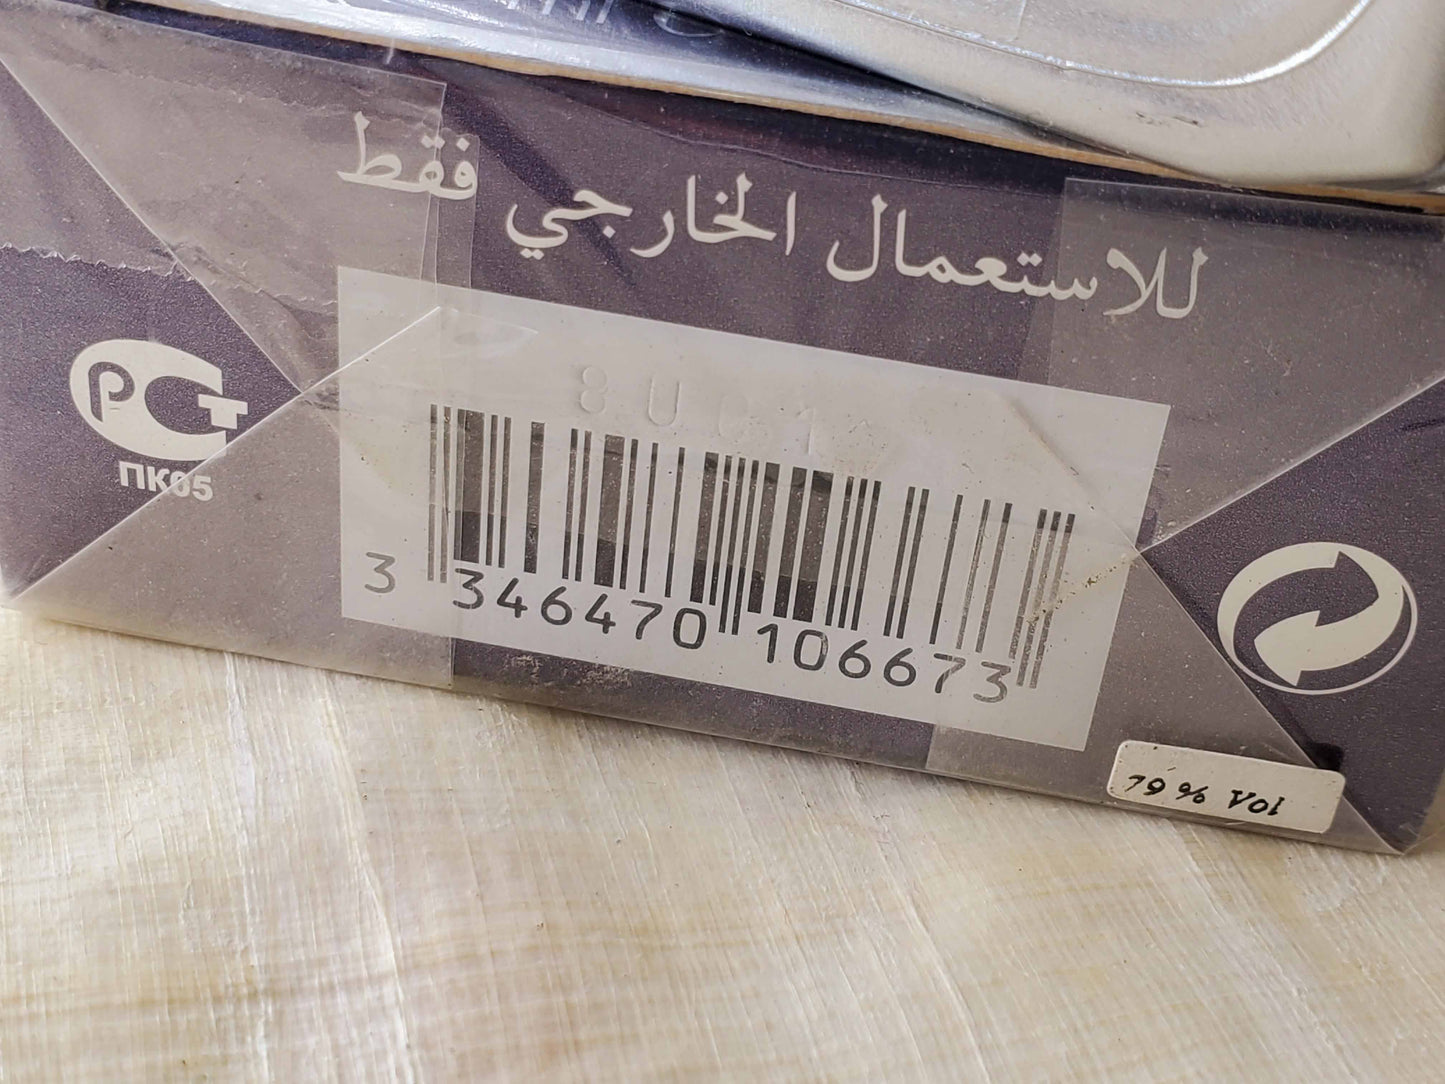 للاستعمال الخارجي فقط
PCT
ПК05
3 346470 106673
79 % Vol